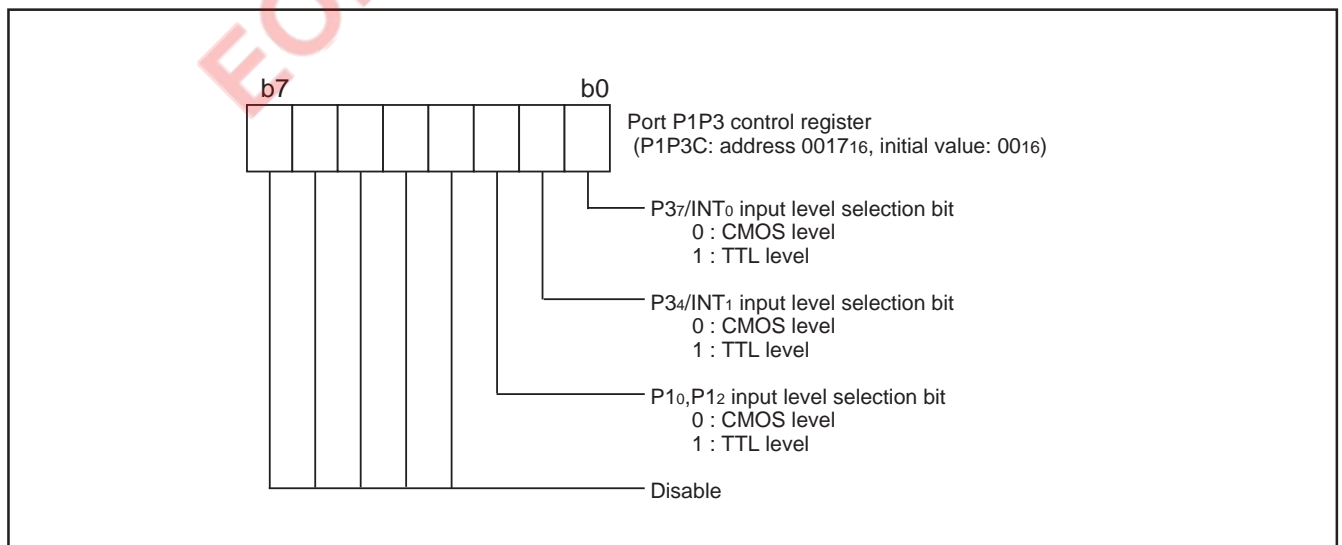 EO
b7 b0
Port P1P3 control register
(P1P3C: address 001716, initial value: 0016)
P37/INT0 input level selection bit
0 : CMOS level
1 : TTL level
P34/INT1 input level selection bit
0 : CMOS level
1 : TTL level
P10,P12 input level selection bit
0 : CMOS level
1 : TTL level
Disable